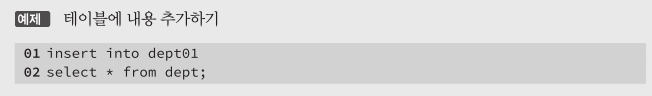 예제 테이블에 내용 추가하기
01 insert into dept01
02 select * from dept;